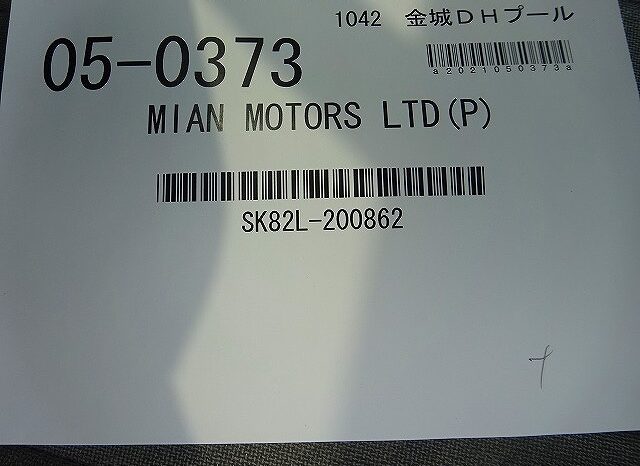 1042 金城DHプール
05-0373
a2021050373a
MIAN MOTORS LTD(P)
SK82L-200862